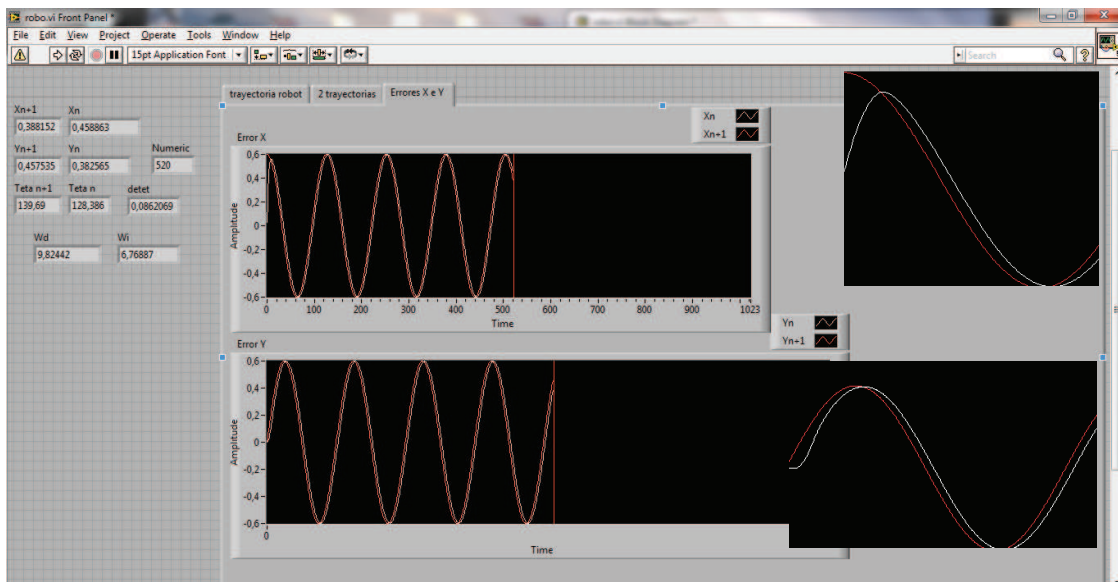 robo.vi Front Panel *
File Edit View Project Operate Tools Window Help
15pt Application Font
Search
trayectoria robot 2 trayectorias Errores X e Y
Xn+1 Xn
0,388152 0,458863
Yn+1 Yn Numeric
0,457535 0,382565 520
Teta n+1 Teta n detet
139,69 128,386 0,0862069
Wd Wi
9,82442 6,76887
Xn
Xn+1
Error X
Amplitude
0,6
0,4
0,2
0
-0,2
-0,4
-0,6
0 100 200 300 400 500 600 700 800 900 1023
Time
Yn
Yn+1
Error Y
Amplitude
0,6
0,4
0,2
0
-0,2
-0,4
-0,6
0
Time